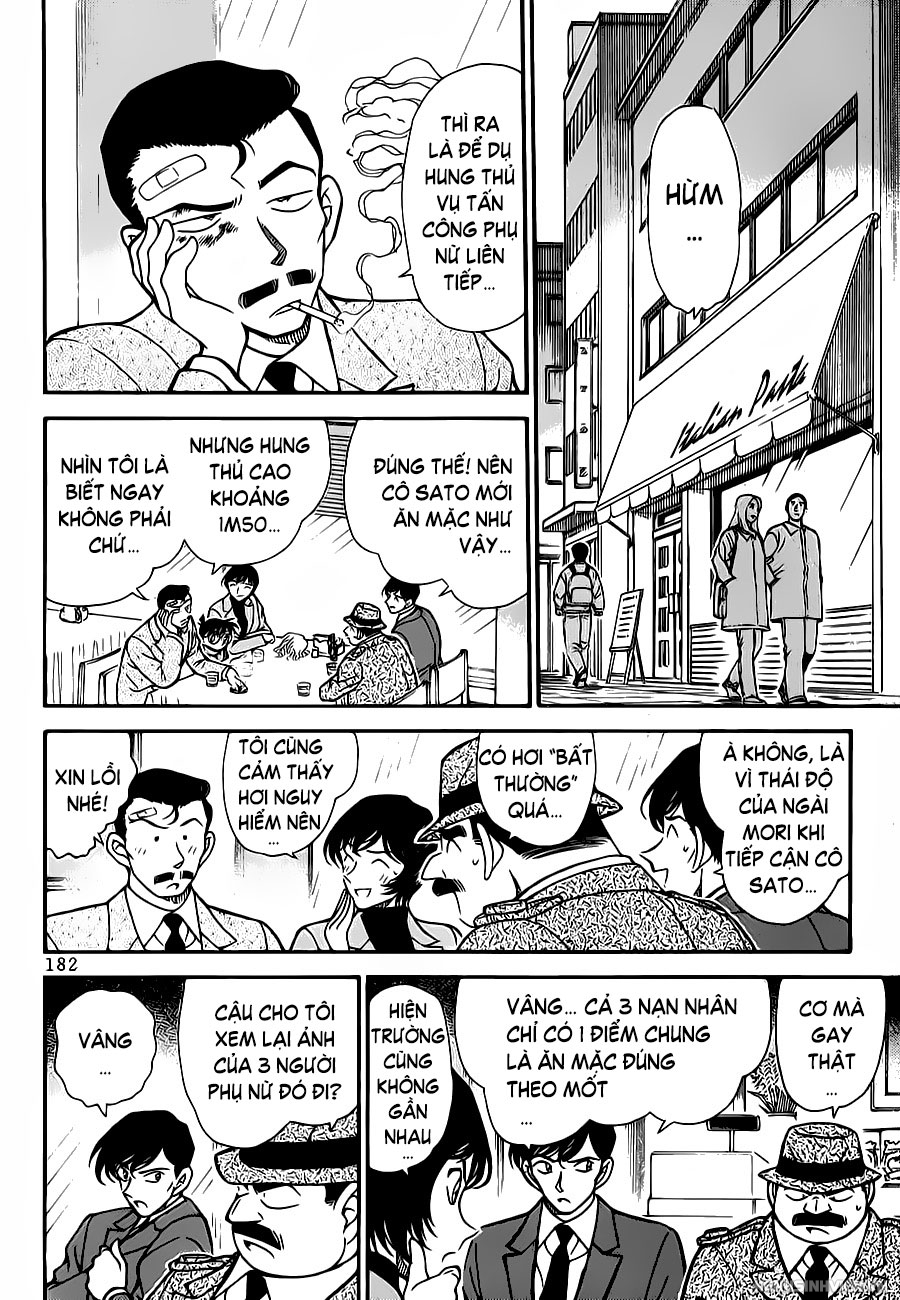 HỪM
...
Italian Pasta
THÌ RA
LÀ ĐỂ DỤ
HUNG THỦ
VỤ TẤN
CÔNG PHỤ
NỮ LIÊN
TIẾP...
ĐÚNG THẾ! NÊN
CÔ SATO MỚI
ĂN MẶC NHƯ
VẬY...
NHƯNG HUNG
THỦ CAO
KHOẢNG
1M50...
NHÌN TÔI LÀ
BIẾT NGAY
KHÔNG PHẢI
CHỨ...
À KHÔNG, LÀ
VÌ THÁI ĐỘ
CỦA NGÀI
MORI KHI
TIẾP CẬN CÔ
SATO...
CÓ HƠI "BẤT
THƯỜNG"
QUÁ...
TÔI CŨNG
CẢM THẤY
HƠI NGUY
HIỂM NÊN
...
XIN LỖI
NHÉ!
182
CƠ MÀ
GAY
THẬT
...
VÂNG... CẢ 3 NẠN NHÂN
CHỈ CÓ 1 ĐIỂM CHUNG
LÀ ĂN MẶC ĐÚNG
THEO MỐT
...
HIỆN
TRƯỜNG
CŨNG
KHÔNG
GẦN
NHAU
...
CẬU CHO TÔI
XEM LẠI ẢNH
CỦA 3 NGƯỜI
PHỤ NỮ ĐÓ ĐI?
VÂNG
...